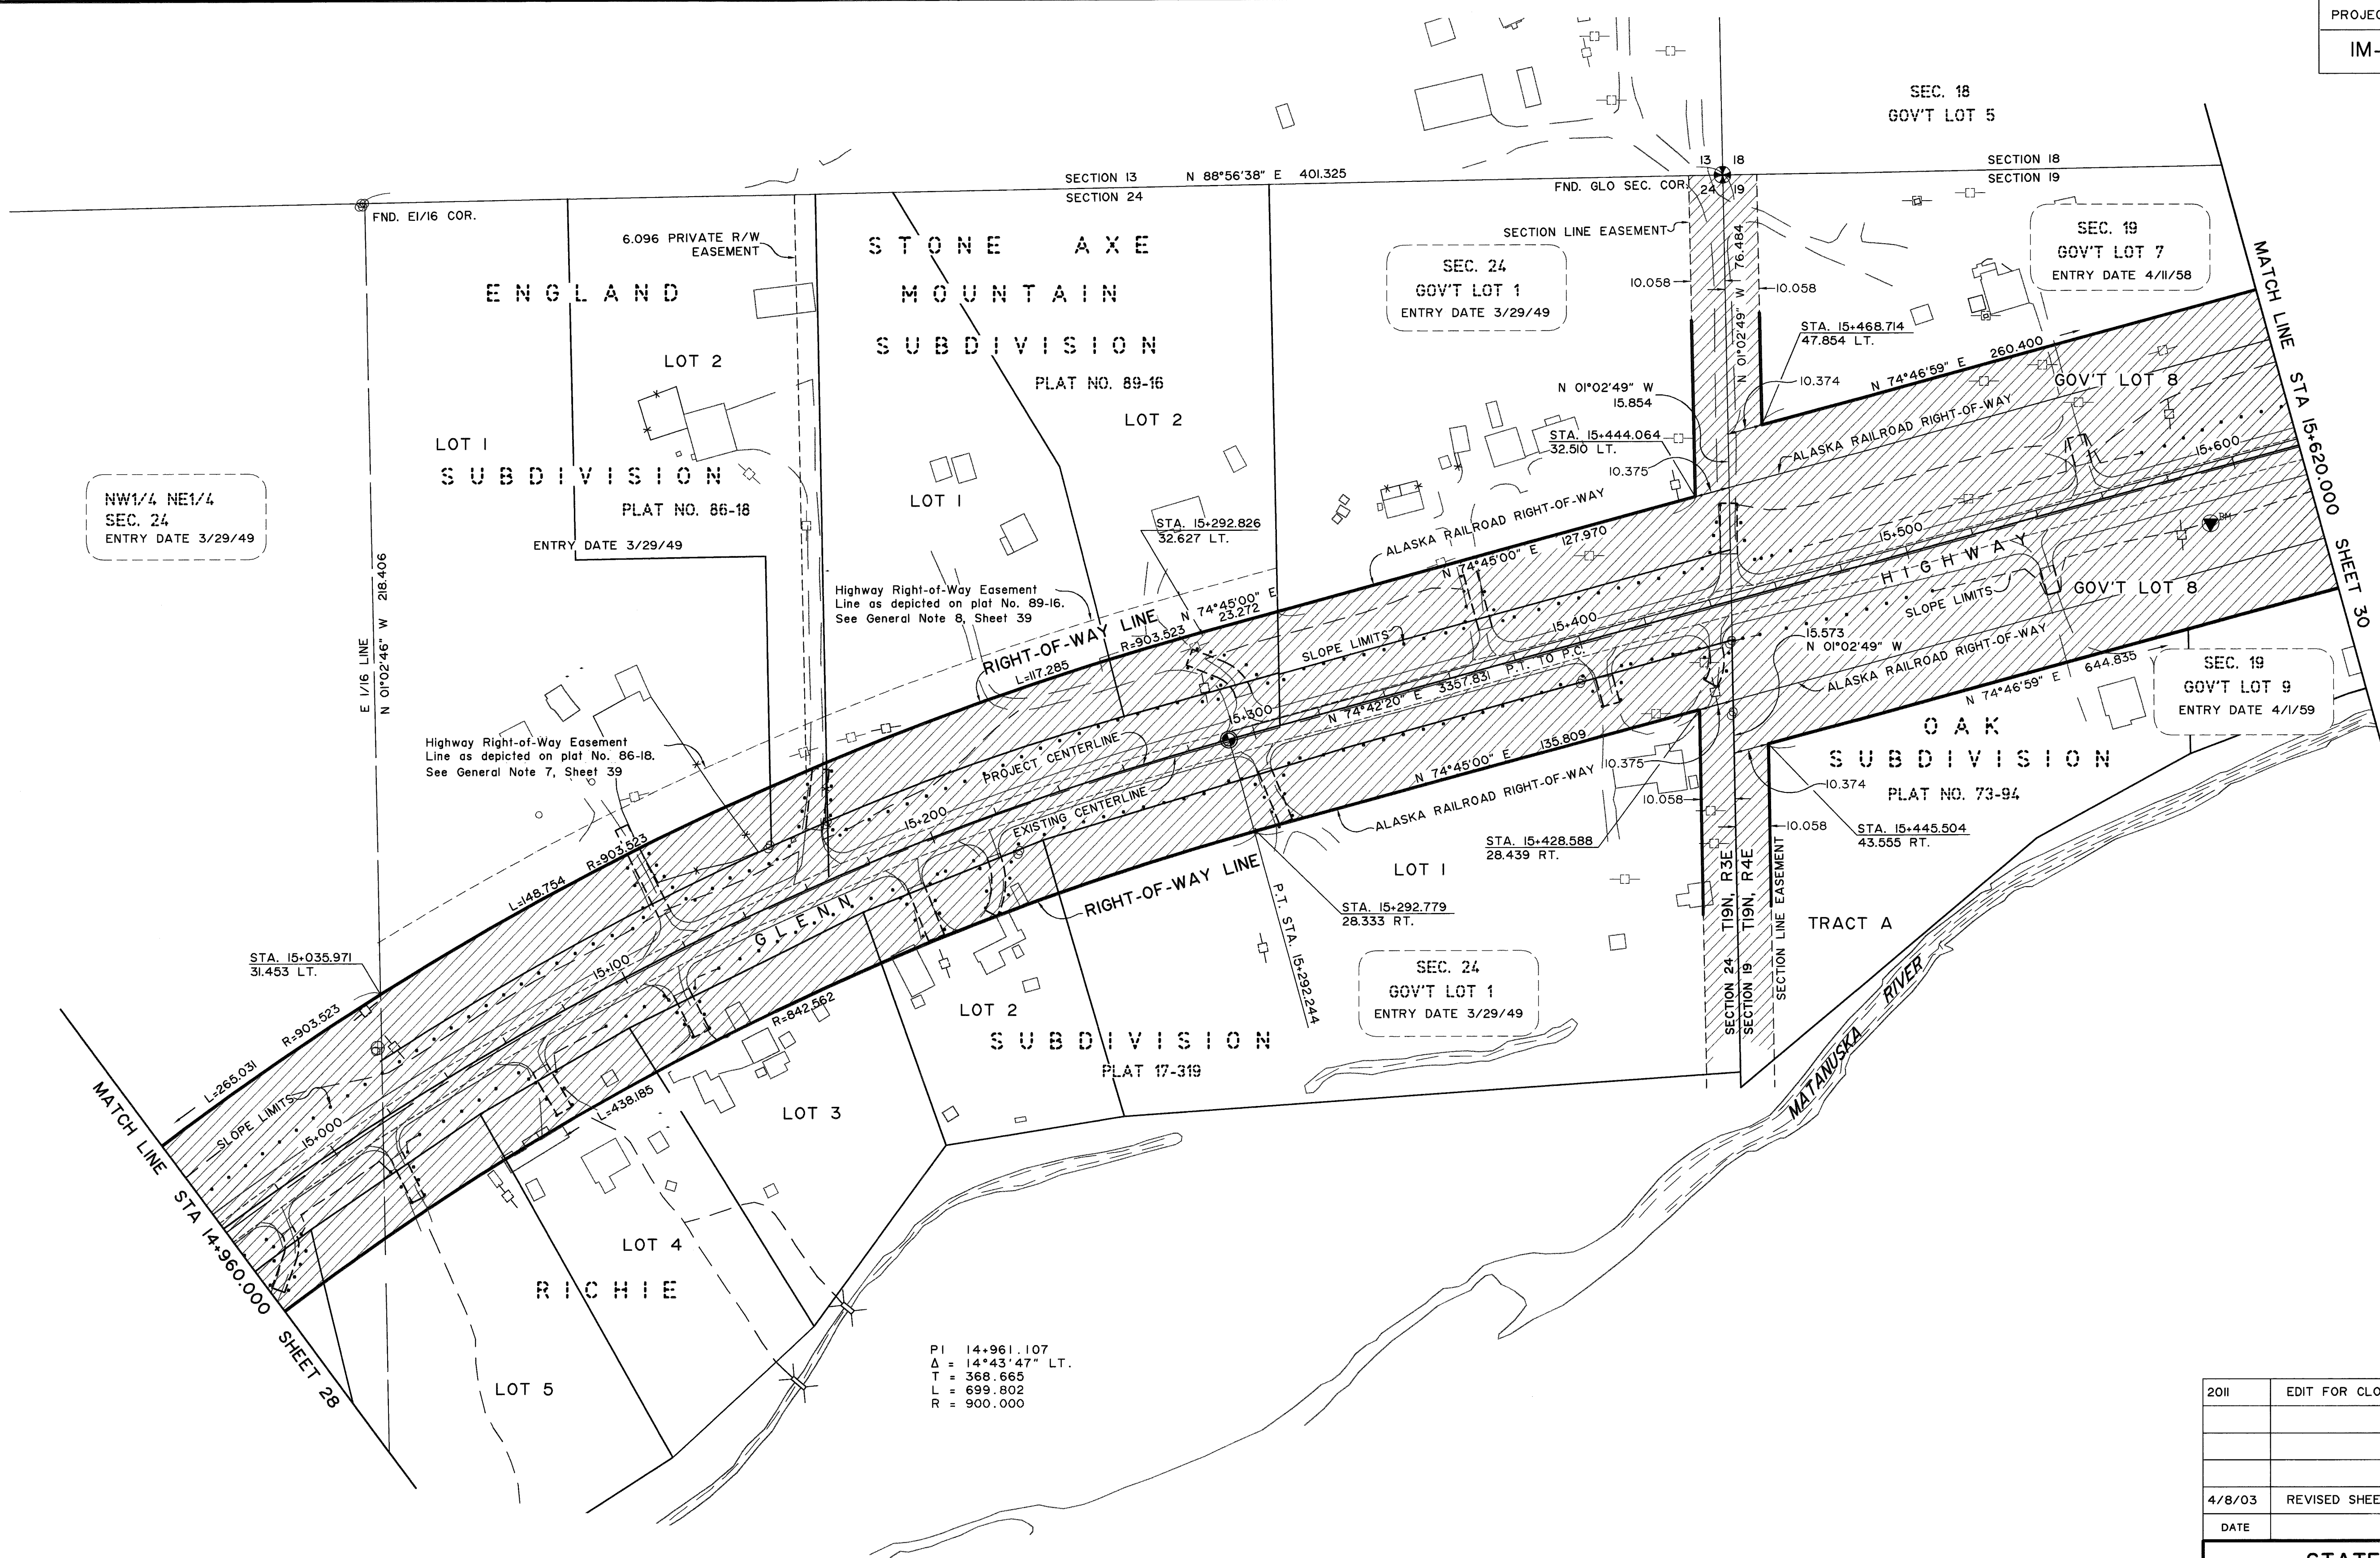 PROJEC
IM-
SEC. 18
GOV'T LOT 5
13 18
24 19
SECTION 13 N 88°56'38" E 401.325
SECTION 24
SECTION 18
SECTION 19
FND. GLO SEC. COR.
FND. E1/16 COR.
6.096 PRIVATE R/W
EASEMENT
SECTION LINE EASEMENT
76.484
N 01°02'49" W
10.058
10.058
ENGLAND
LOT 2
LOT 1
SUBDIVISION
PLAT NO. 86-18
ENTRY DATE 3/29/49
STONE AXE
MOUNTAIN
SUBDIVISION
PLAT NO. 89-16
LOT 2
LOT 1
SEC. 24
GOV'T LOT 1
ENTRY DATE 3/29/49
SEC. 19
GOV'T LOT 7
ENTRY DATE 4/11/58
MATCH LINE STA 15+620.000 SHEET 30
STA. 15+468.714
47.854 LT.
N 01°02'49" W
15.854
10.374
N 74°46'59" E 260.400
GOV'T LOT 8
STA. 15+444.064
32.510 LT.
10.375
ALASKA RAILROAD RIGHT-OF-WAY
ALASKA RAILROAD RIGHT-OF-WAY
NW1/4 NE1/4
SEC. 24
ENTRY DATE 3/29/49
E 1/16 LINE
N 01°02'46" W 218.406
STA. 15+292.826
32.627 LT.
N 74°45'00" E 127.970
15+600
15+500
RM
HIGHWAY
Highway Right-of-Way Easement
Line as depicted on plat No. 89-16.
See General Note 8, Sheet 39
N 74°45'00" E
23.272
RIGHT-OF-WAY LINE
R=903.523
L=117.285
SLOPE LIMITS
15+400
SLOPE LIMITS
GOV'T LOT 8
15.573
N 01°02'49" W
ALASKA RAILROAD RIGHT-OF-WAY
N 74°46'59" E 644.835
SEC. 19
GOV'T LOT 9
ENTRY DATE 4/1/59
15+300
N 74°42'20" E 3357.831 P.T. TO P.C.
PROJECT CENTERLINE
Highway Right-of-Way Easement
Line as depicted on plat No. 86-18.
See General Note 7, Sheet 39
N 74°45'00" E 135.809
10.375
ALASKA RAILROAD RIGHT-OF-WAY
OAK
SUBDIVISION
PLAT NO. 73-94
10.374
10.058
10.058
STA. 15+445.504
43.555 RT.
15+200
EXISTING CENTERLINE
STA. 15+428.588
28.439 RT.
R=903.523
L=148.754
LOT 1
RIGHT-OF-WAY LINE
P.T. STA. 15+292.244
STA. 15+292.779
28.333 RT.
SECTION 24 T19N, R3E
SECTION 19 T19N, R4E
SECTION LINE EASEMENT
TRACT A
GLENN
STA. 15+035.971
31.453 LT.
15+100
SEC. 24
GOV'T LOT 1
ENTRY DATE 3/29/49
R=903.523
L=265.031
R=842.562
LOT 2
SUBDIVISION
PLAT 17-319
MATANUSKA RIVER
MATCH LINE STA 14+960.000 SHEET 28
SLOPE LIMITS
15+000
L=438.185
LOT 3
LOT 4
RICHIE
LOT 5
PI 14+961.107
Δ = 14°43'47" LT.
T = 368.665
L = 699.802
R = 900.000
2011 EDIT FOR CLO
4/8/03 REVISED SHEE
DATE
STATE